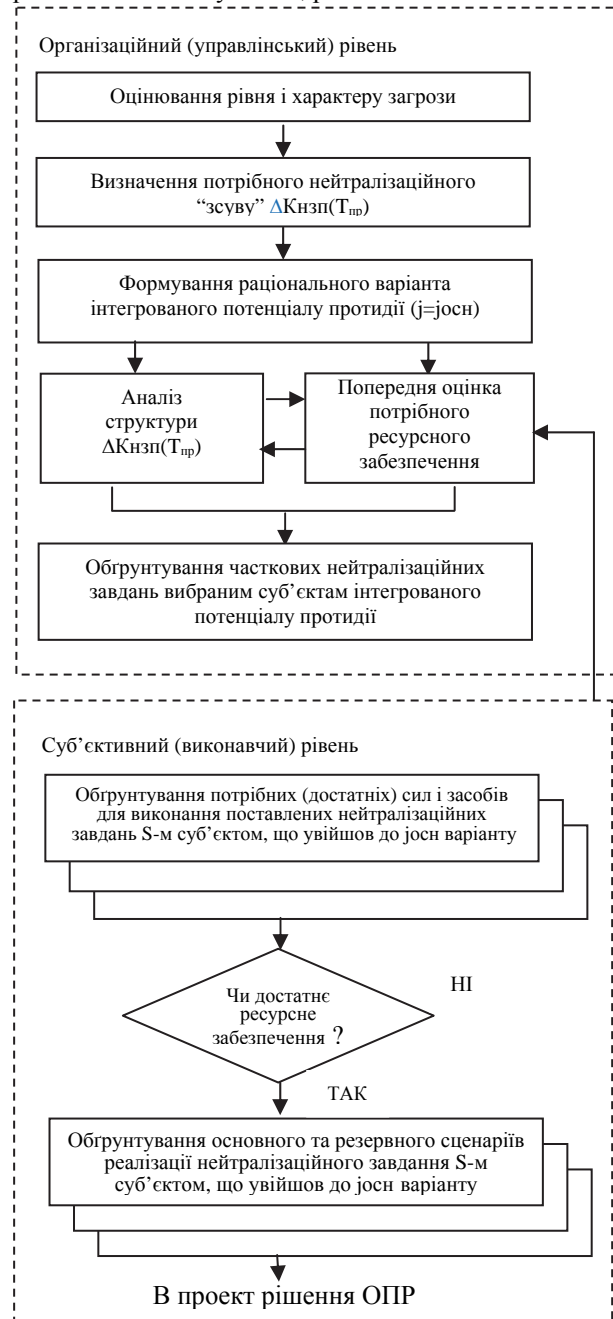 Організаційний (управлінський) рівень
Оцінювання рівня і характеру загрози
Визначення потрібного нейтралізаційного
“зсуву” ΔКнзп(Tпр)
Формування раціонального варіанта
інтегрованого потенціалу протидії (j=jосн)
Аналіз
структури
ΔКнзп(Tпр)
Попередня оцінка
потрібного
ресурсного
забезпечення
Обґрунтування часткових нейтралізаційних
завдань вибраним суб’єктам інтегрованого
потенціалу протидії
Суб’єктивний (виконавчий) рівень
Обґрунтування потрібних (достатніх) сил і засобів
для виконання поставлених нейтралізаційних
завдань S-м суб’єктом, що увійшов до jосн варіанту
Чи достатнє
ресурсне
забезпечення ?
НІ
ТАК
Обґрунтування основного та резервного сценаріїв
реалізації нейтралізаційного завдання S-м
суб’єктом, що увійшов до jосн варіанту
В проект рішення ОПР